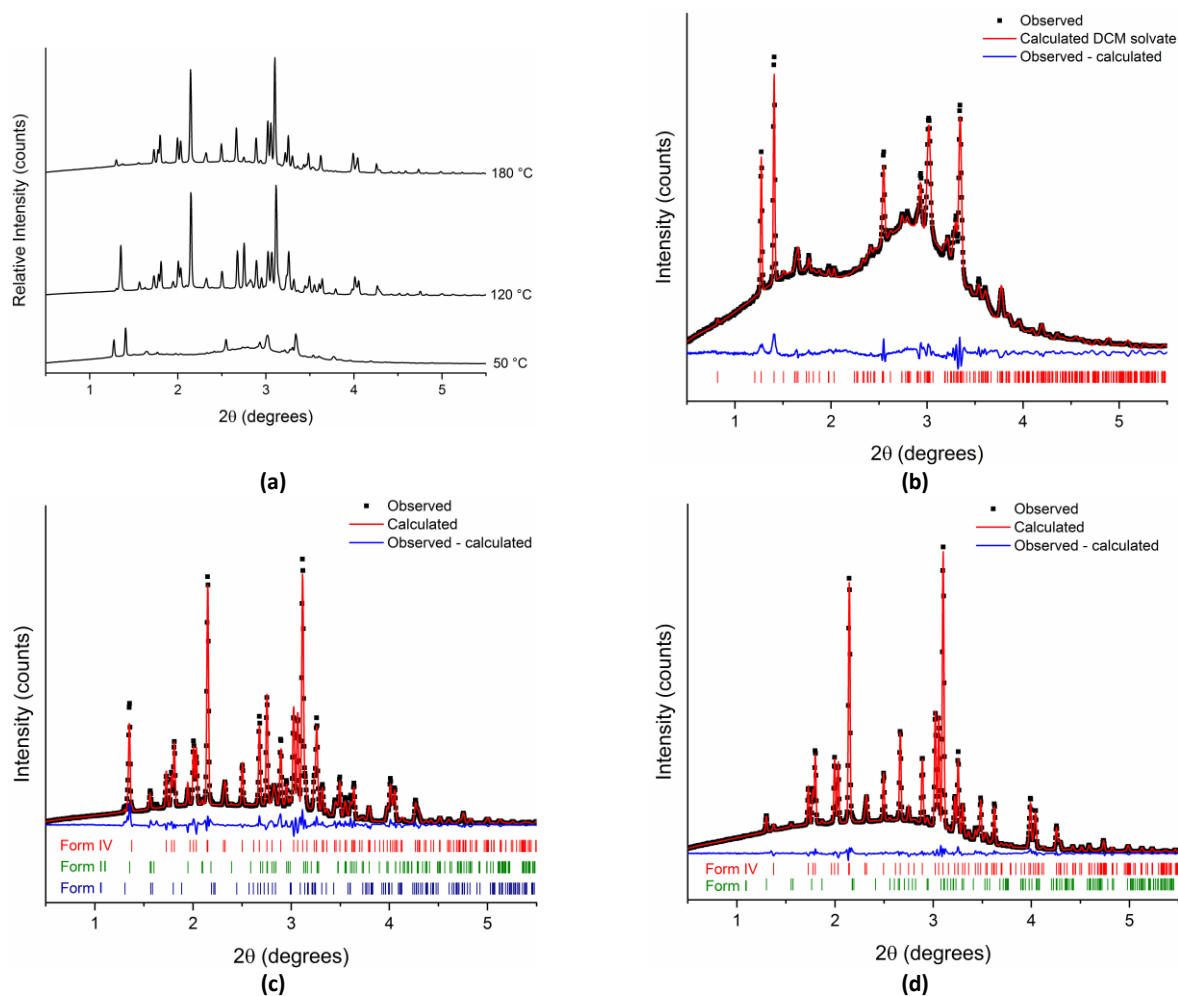 Relative Intensity (counts)
180 °C
120 °C
50 °C
1 2 3 4 5
2θ (degrees)
(a)
Observed
Calculated DCM solvate
Observed - calculated
Intensity (counts)
1 2 3 4 5
2θ (degrees)
(b)
Observed
Calculated
Observed - calculated
Intensity (counts)
Form IV
Form II
Form I
1 2 3 4 5
2θ (degrees)
(c)
Observed
Calculated
Observed - calculated
Intensity (counts)
Form IV
Form I
1 2 3 4 5
2θ (degrees)
(d)